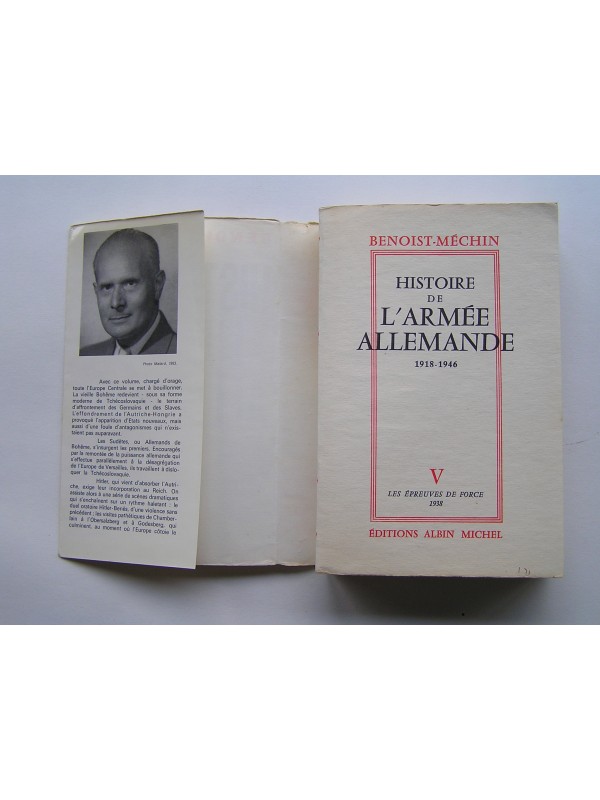 Photo Médard, 1965
Avec ce volume, chargé d'orage,
toute l'Europe Centrale se met à bouillonner.
La vieille Bohême redevient - sous sa forme
moderne de Tchécoslovaquie - le terrain
d'affrontement des Germains et des Slaves.
L'effondrement de l'Autriche-Hongrie a
provoqué l'apparition d'États nouveaux, mais
aussi d'une foule d'antagonismes qui n'exis-
taient pas auparavant.
Les Sudètes, ou Allemands de
Bohême, s'insurgent les premiers. Encouragés
par la remontée de la puissance allemande qui
s'effectue parallèlement à la désagrégation
de l'Europe de Versailles, ils travaillent à dislo-
quer la Tchécoslovaquie.
Hitler, qui vient d'absorber l'Autri-
che, exige leur incorporation au Reich. On
assiste alors à une série de scènes dramatiques
qui s'enchaînent sur un rythme haletant : le
duel oratoire Hitler-Benès, d'une violence sans
précédent ; les visites pathétiques de Chamber-
lain à l'Obersalzberg et à Godesberg, qui
culminent, au moment où l'Europe côtoie le
BENOIST-MÉCHIN
HISTOIRE
DE
L'ARMÉE
ALLEMANDE
1918-1946
V
LES ÉPREUVES DE FORCE
1938
ÉDITIONS ALBIN MICHEL